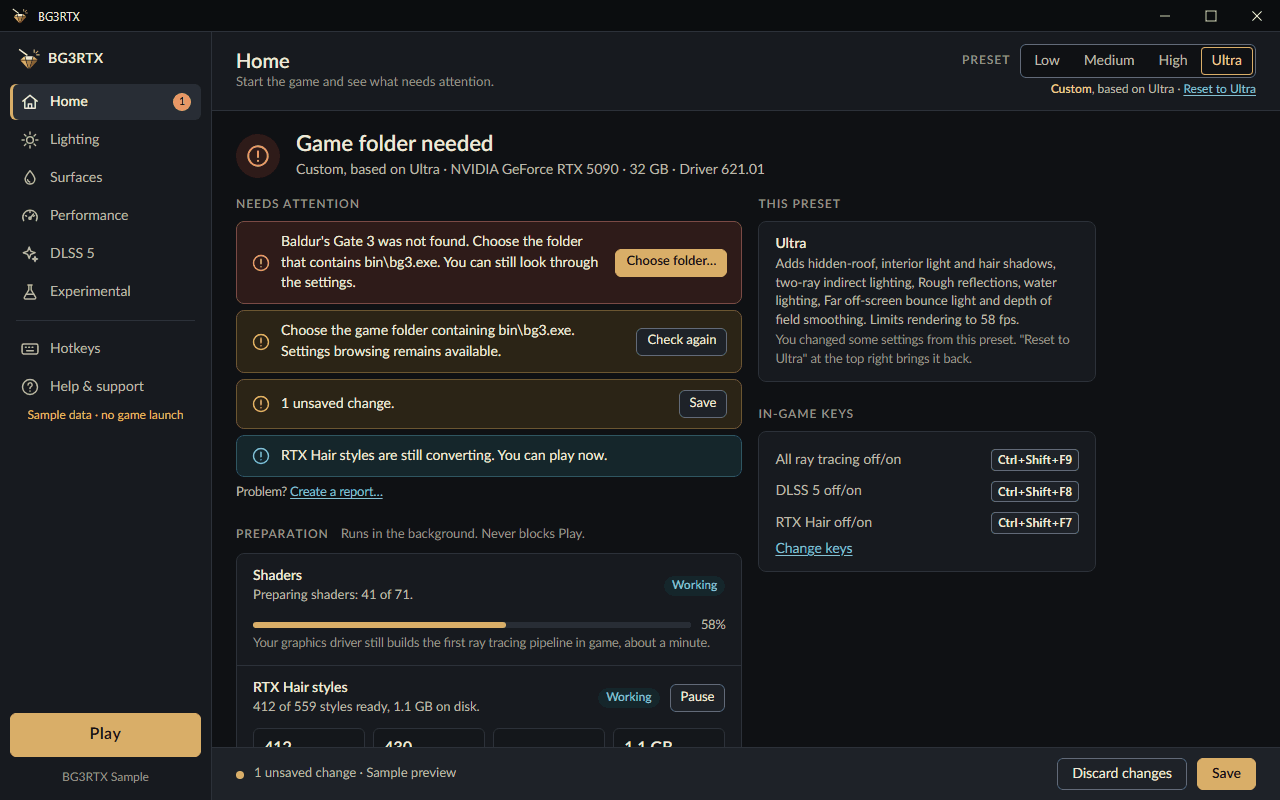 BG3RTX
BG3RTX
Home
1
Lighting
Surfaces
Performance
DLSS 5
Experimental
Hotkeys
Help & support
Sample data · no game launch
Play
BG3RTX Sample
Home
Start the game and see what needs attention.
PRESET
Low
Medium
High
Ultra
Custom, based on Ultra · Reset to Ultra
Game folder needed
Custom, based on Ultra · NVIDIA GeForce RTX 5090 · 32 GB · Driver 621.01
NEEDS ATTENTION
Baldur's Gate 3 was not found. Choose the folder
that contains bin\bg3.exe. You can still look through
the settings.
Choose folder...
Choose the game folder containing bin\bg3.exe.
Settings browsing remains available.
Check again
1 unsaved change.
Save
RTX Hair styles are still converting. You can play now.
Problem? Create a report...
PREPARATION
Runs in the background. Never blocks Play.
Shaders
Preparing shaders: 41 of 71.
Working
58%
Your graphics driver still builds the first ray tracing pipeline in game, about a minute.
RTX Hair styles
412 of 559 styles ready, 1.1 GB on disk.
Working
Pause
412
430
1.1 GB
THIS PRESET
Ultra
Adds hidden-roof, interior light and hair shadows,
two-ray indirect lighting, Rough reflections, water
lighting, Far off-screen bounce light and depth of
field smoothing. Limits rendering to 58 fps.
You changed some settings from this preset. "Reset to
Ultra" at the top right brings it back.
IN-GAME KEYS
All ray tracing off/on
Ctrl+Shift+F9
DLSS 5 off/on
Ctrl+Shift+F8
RTX Hair off/on
Ctrl+Shift+F7
Change keys
1 unsaved change · Sample preview
Discard changes
Save